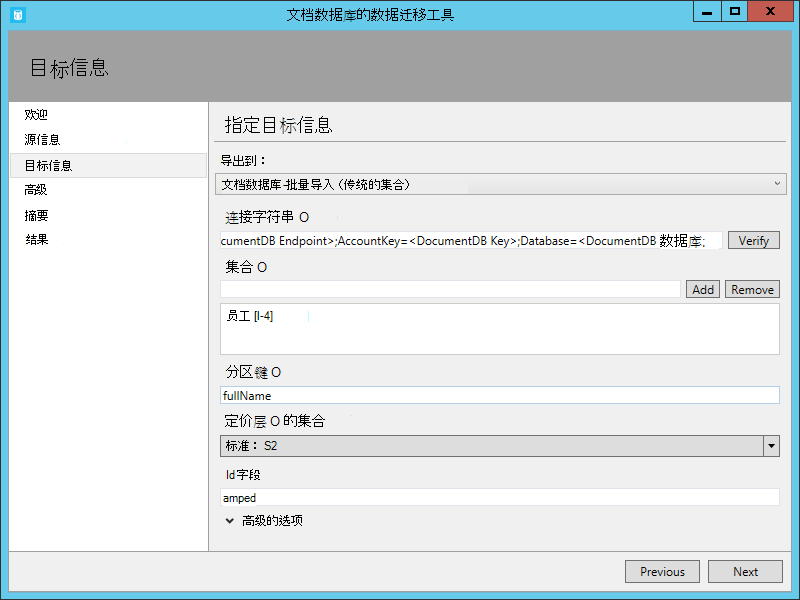 文档数据库的数据迁移工具
目标信息
欢迎
源信息
目标信息
高级
摘要
结果
指定目标信息
导出到：
文档数据库-批量导入 (传统的集合)
连接字符串 O
cumentDB Endpoint>;AccountKey=<DocumentDB Key>;Database=<DocumentDB 数据库;
Verify
集合 O
Add
Remove
员工 [I-4]
分区键 O
fullName
定价层 O 的集合
标准： S2
Id字段
amped
高级的选项
Previous
Next